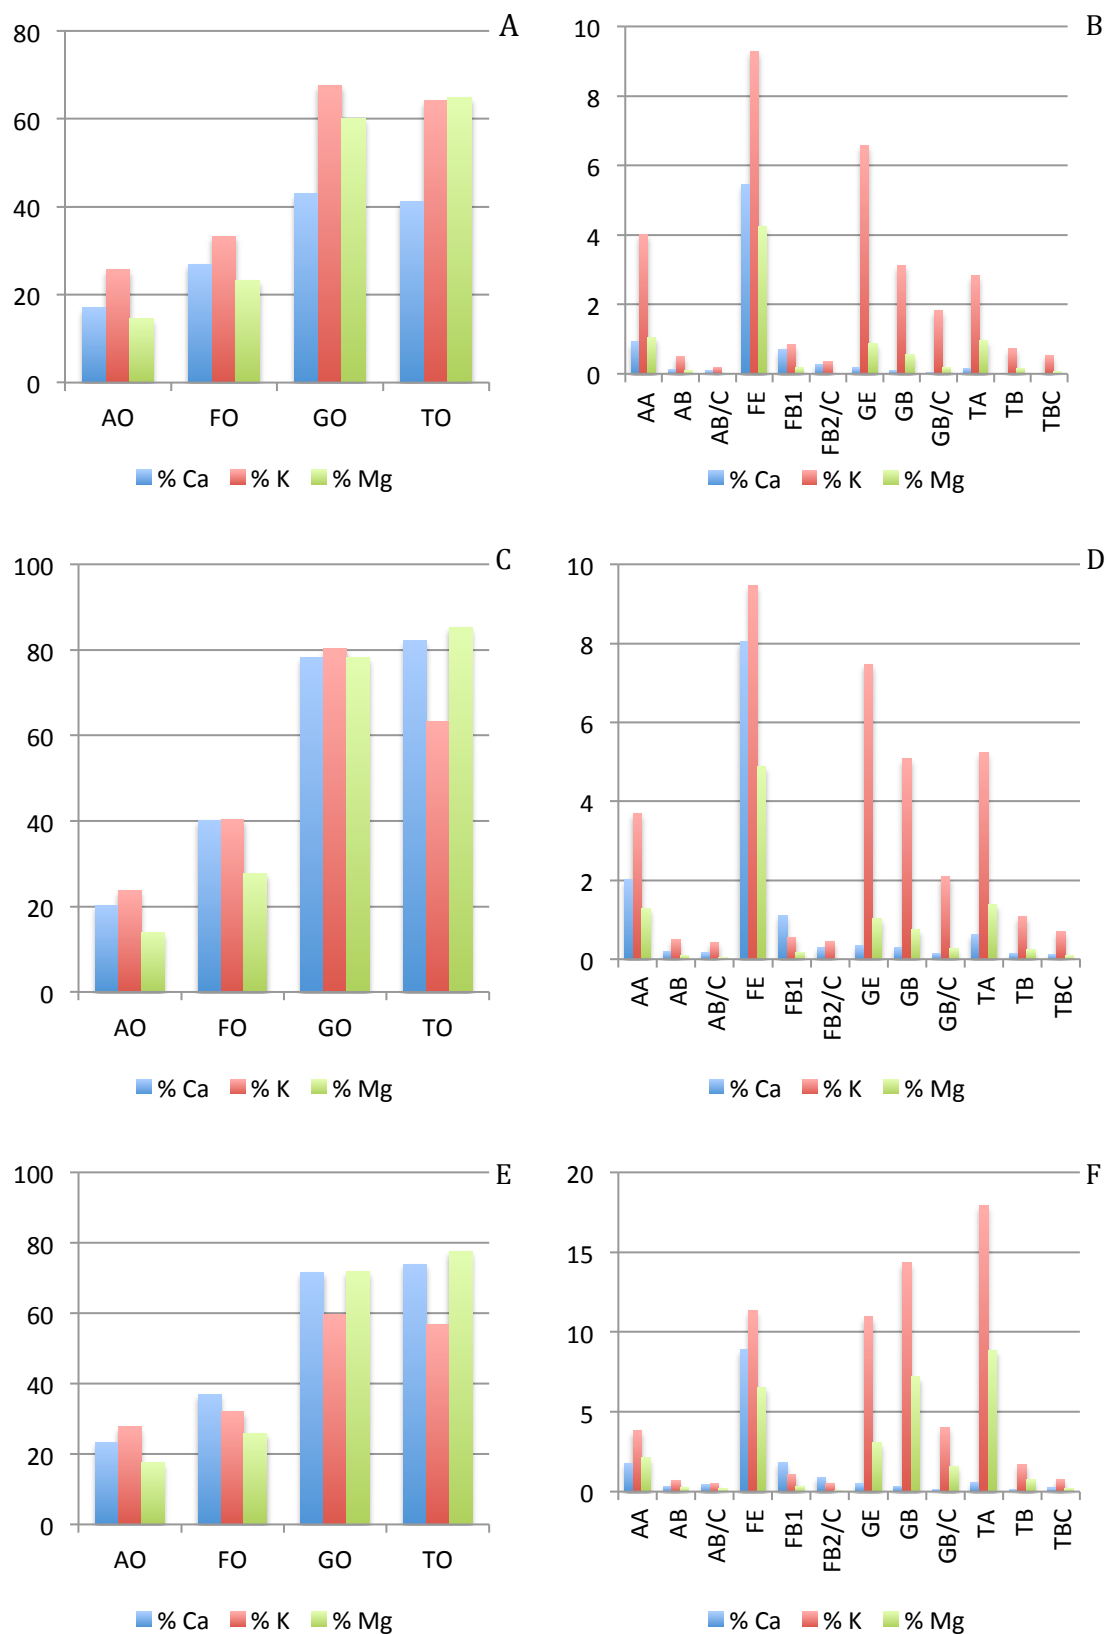 A
80
60
40
20
0
AO FO GO TO
% Ca % K % Mg
B
10
8
6
4
2
0
AA AB AB/C FE FB1 FB2/C GE GB GB/C TA TB TBC
% Ca % K % Mg
C
100
80
60
40
20
0
AO FO GO TO
% Ca % K % Mg
D
10
8
6
4
2
0
AA AB AB/C FE FB1 FB2/C GE GB GB/C TA TB TBC
% Ca % K % Mg
E
100
80
60
40
20
0
AO FO GO TO
% Ca % K % Mg
F
20
15
10
5
0
AA AB AB/C FE FB1 FB2/C GE GB GB/C TA TB TBC
% Ca % K % Mg